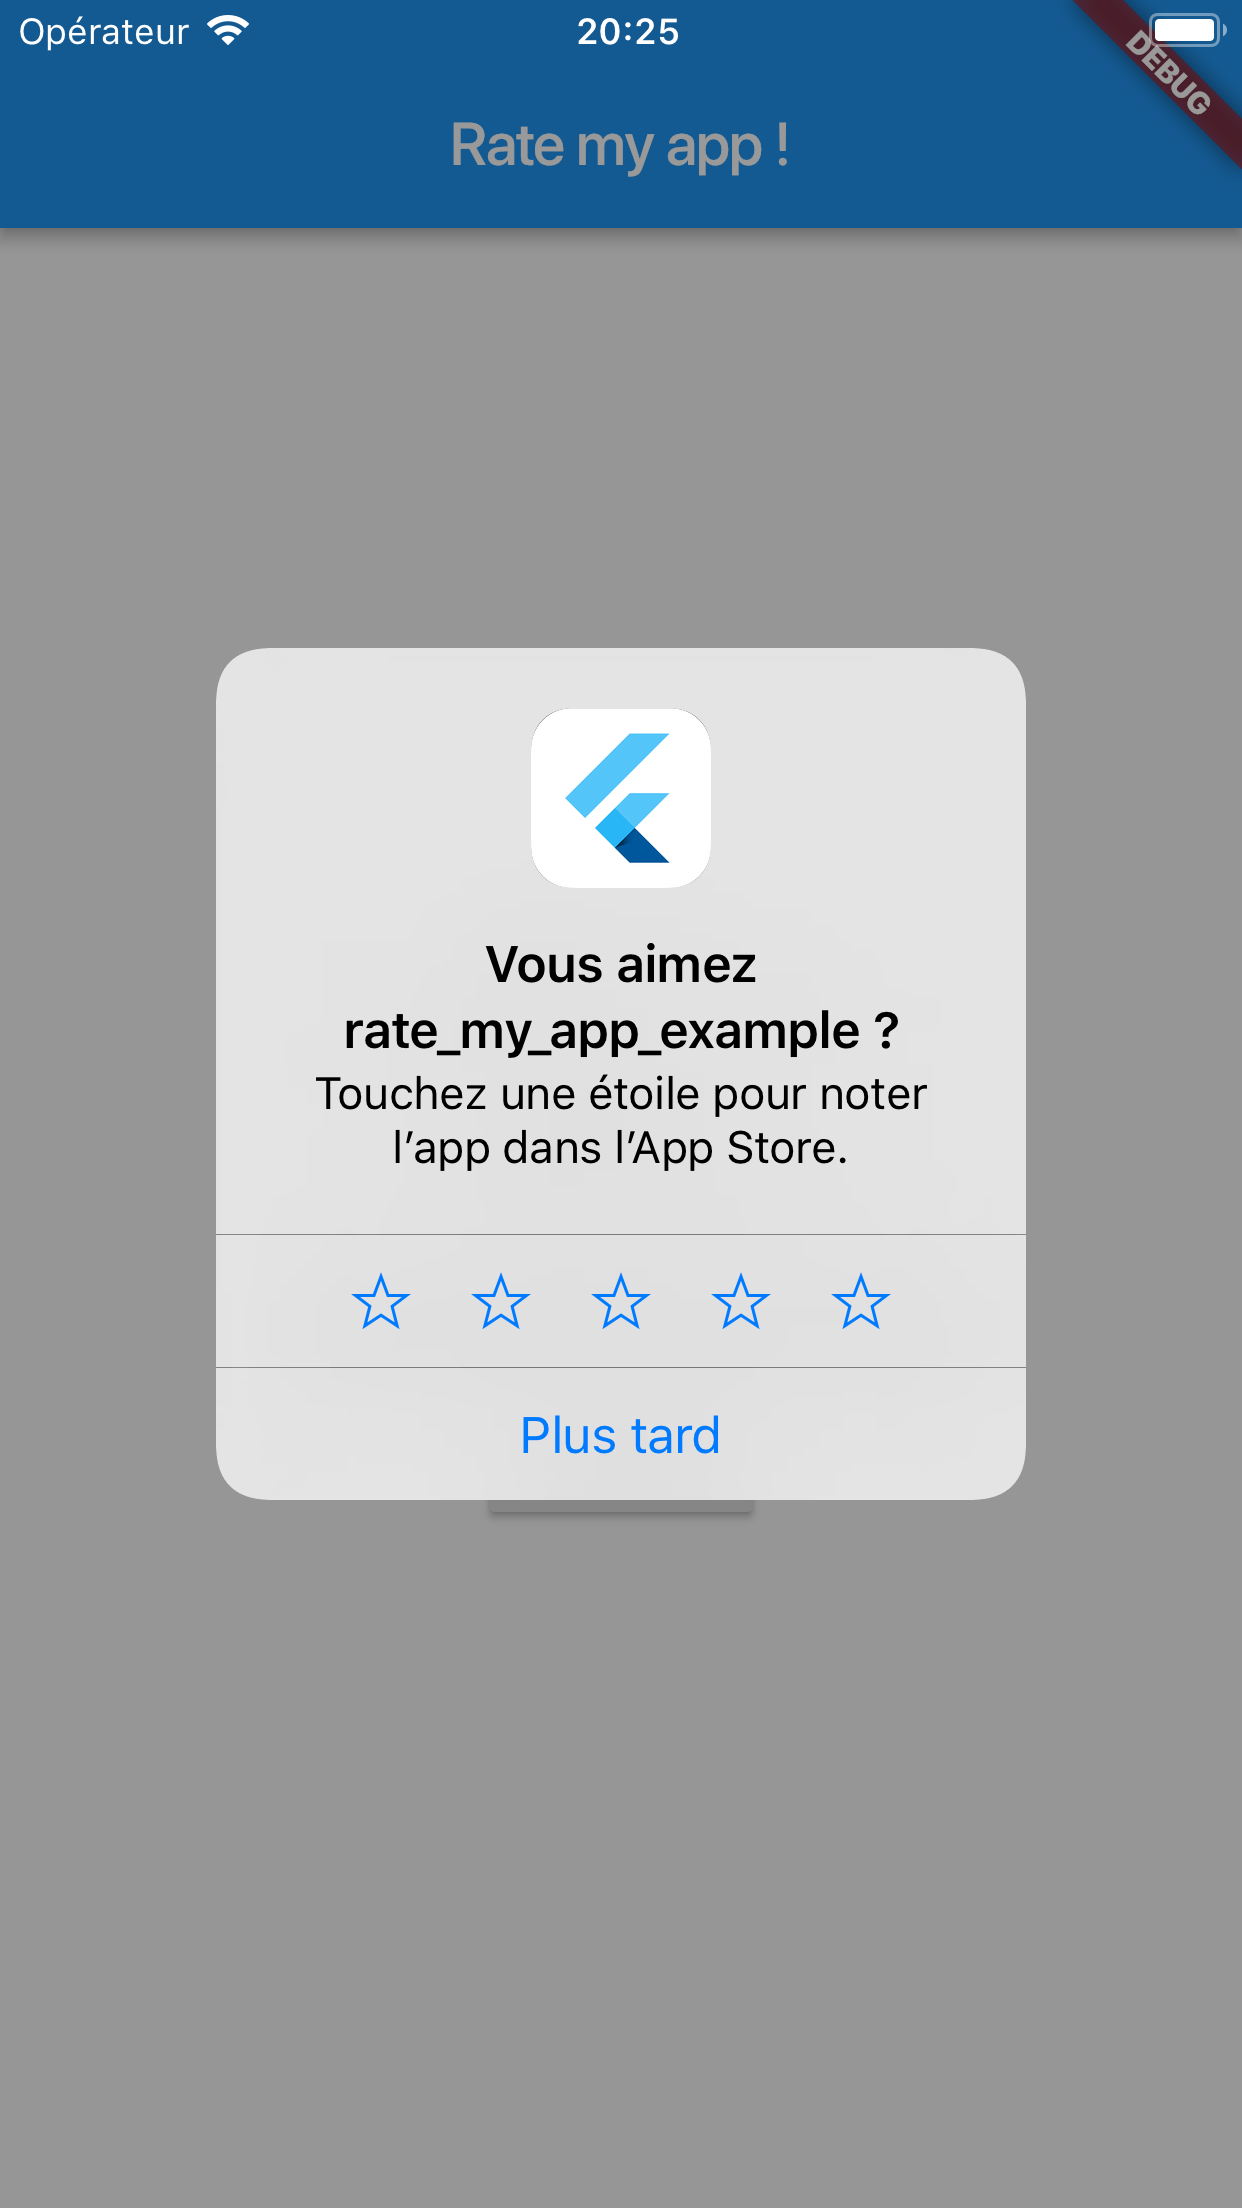 Opérateur 20:25
DEBUG
Rate my app !
Vous aimez
rate_my_app_example ?
Touchez une étoile pour noter
l’app dans l’App Store.
Plus tard